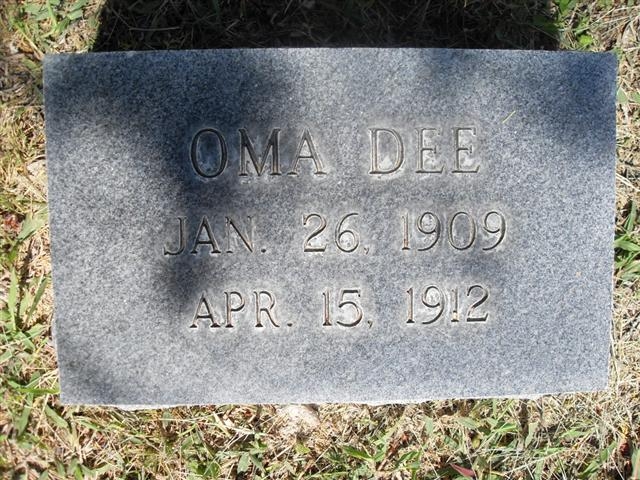 OMA DEE
JAN. 26, 1909
APR. 15, 1912